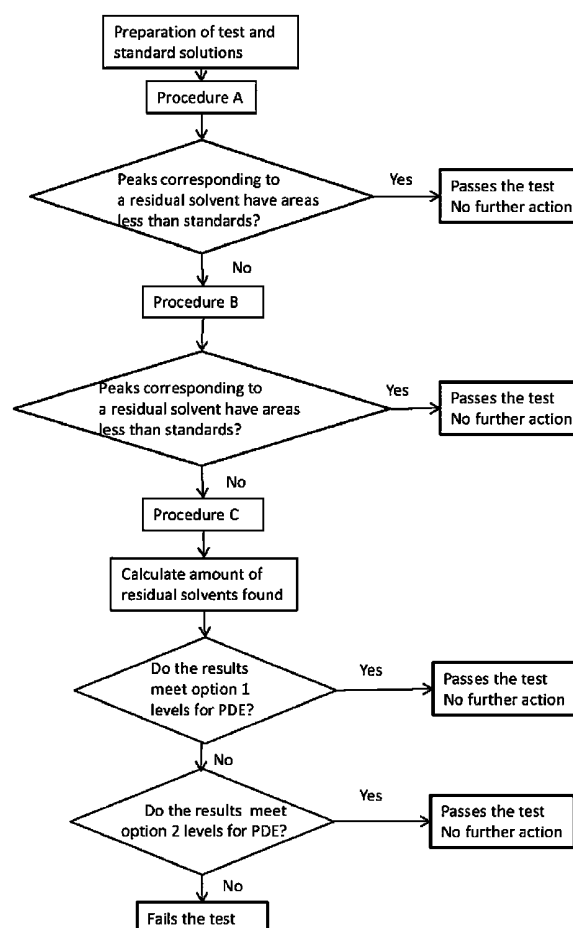 Preparation of test and
standard solutions
Procedure A
Peaks corresponding to
a residual solvent have areas
less than standards?
Yes
Passes the test
No further action
No
Procedure B
Peaks corresponding to
a residual solvent have areas
less than standards?
Yes
Passes the test
No further action
No
Procedure C
Calculate amount of
residual solvents found
Do the results
meet option 1
levels for PDE?
Yes
Passes the test
No further action
No
Do the results meet
option 2 levels for PDE?
Yes
Passes the test
No further action
No
Fails the test